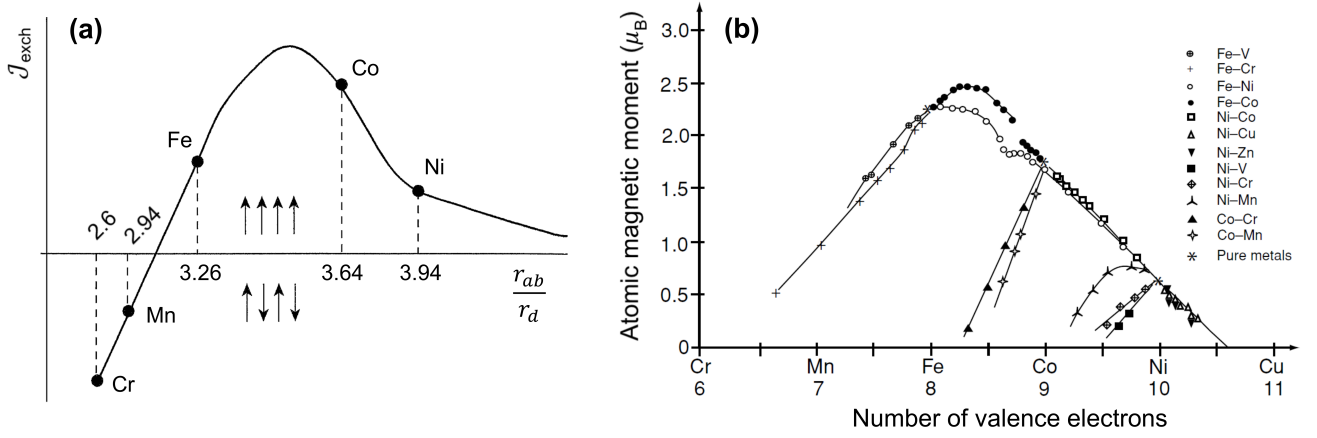 (a)
𝒥exch
Co
Fe
Ni
2.6
2.94
3.26
3.64
3.94
rab
rd
Mn
Cr
(b)
Atomic magnetic moment (μB)
3.0
2.5
2.0
1.5
1.0
0.5
0
Fe–V
Fe–Cr
Fe–Ni
Fe–Co
Ni–Co
Ni–Cu
Ni–Zn
Ni–V
Ni–Cr
Ni–Mn
Co–Cr
Co–Mn
Pure metals
Cr Mn Fe Co Ni Cu
6 7 8 9 10 11
Number of valence electrons